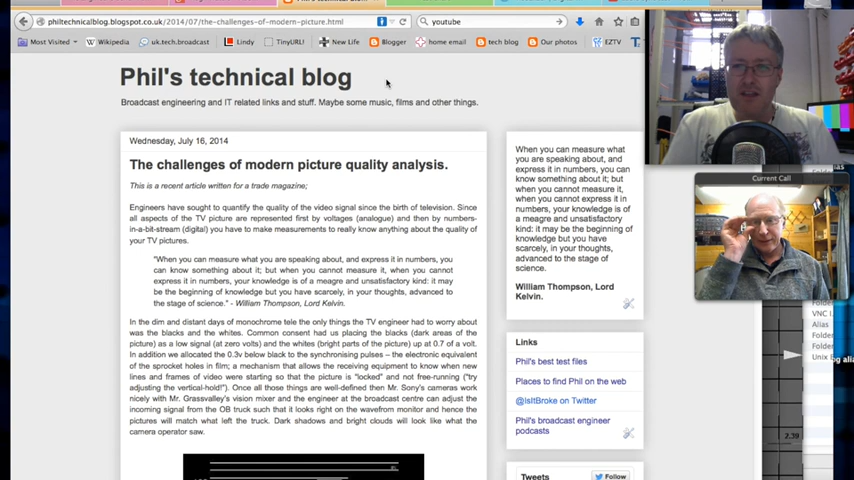 Phil's technical Blo
philtechnicalblog.blogspot.co.uk/2014/07/the-challenges-of-modern-picture.html
youtube
Most Visited
Wikipedia
uk.tech.broadcast
Lindy
TinyURL!
New Life
Blogger
home email
tech blog
Our photos
EZTV
Phil's technical blog
Broadcast engineering and IT related links and stuff. Maybe some music, films and other things.
Wednesday, July 16, 2014
The challenges of modern picture quality analysis.
This is a recent article written for a trade magazine;
Engineers have sought to quantify the quality of the video signal since the birth of television. Since
all aspects of the TV picture are represented first by voltages (analogue) and then by numbers-
in-a-bit-stream (digital) you have to make measurements to really know anything about the quality of
your TV pictures.
"When you can measure what you are speaking about, and express it in numbers, you
can know something about it; but when you cannot measure it, when you cannot
express it in numbers, your knowledge is of a meagre and unsatisfactory kind: it may
be the beginning of knowledge but you have scarcely, in your thoughts, advanced to
the stage of science." - William Thompson, Lord Kelvin.
In the dim and distant days of monochrome tele the only things the TV engineer had to worry about
was the blacks and the whites. Common consent had us placing the blacks (dark areas of the
picture) as a low signal (at zero volts) and the whites (bright parts of the picture) up at 0.7 of a volt.
In addition we allocated the 0.3v below black to the synchronising pulses – the electronic equivalent
of the sprocket holes in film; a mechanism that allows the receiving equipment to know when new
lines and frames of video were starting so that the picture is "locked" and not free-running ("try
adjusting the vertical-hold!"). Once all those things are well-defined then Mr. Sony's cameras work
nicely with Mr. Grassvalley's vision mixer and the engineer at the broadcast centre can adjust the
incoming signal from the OB truck such that it looks right on the wavefrom monitor and hence the
pictures will match what left the truck. Dark shadows and bright clouds will look like what the
camera operator saw.
When you can measure what
you are speaking about, and
express it in numbers, you can
know something about it; but
when you cannot measure it,
when you cannot express it in
numbers, your knowledge is of
a meagre and unsatisfactory
kind: it may be the beginning of
knowledge but you have
scarcely, in your thoughts,
advanced to the stage of
science.
William Thompson, Lord
Kelvin.
Links
Phil's best test files
Places to find Phil on the web
@IsItBroke on Twitter
Phil's broadcast engineer
podcasts
Tweets
Follow
Current Call
Folder
VNC
Alias
Folder
Folder
Unix
alia
2.39